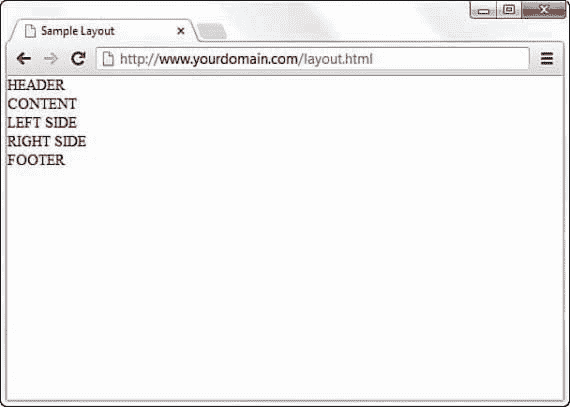 Sample Layout
http://www.yourdomain.com/layout.html
HEADER
CONTENT
LEFT SIDE
RIGHT SIDE
FOOTER